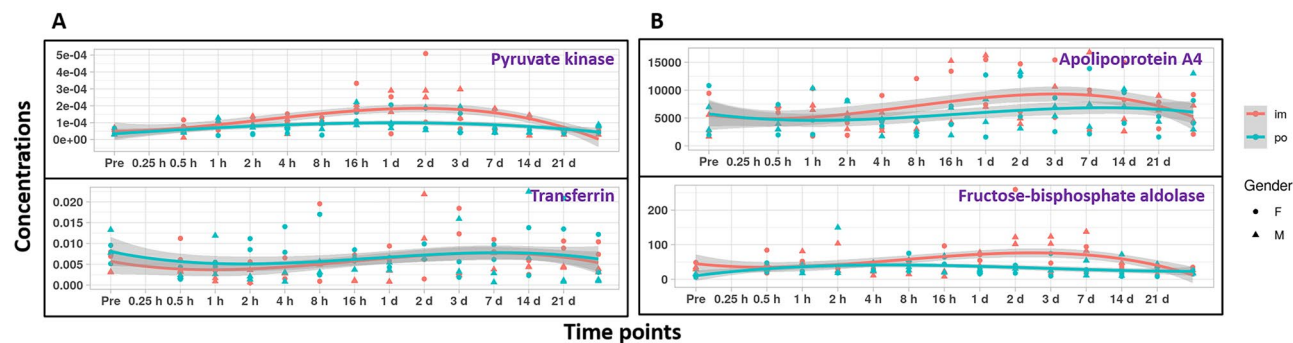 A
B
Pyruvate kinase
5e-04
4e-04
3e-04
2e-04
1e-04
0e+00
Pre 0.25 h 0.5 h 1 h 2 h 4 h 8 h 16 h 1 d 2 d 3 d 7 d 14 d 21 d
Transferrin
0.020
0.015
0.010
0.005
0.000
Pre 0.25 h 0.5 h 1 h 2 h 4 h 8 h 16 h 1 d 2 d 3 d 7 d 14 d 21 d
Apolipoprotein A4
15000
10000
5000
0
Pre 0.25 h 0.5 h 1 h 2 h 4 h 8 h 16 h 1 d 2 d 3 d 7 d 14 d 21 d
Fructose-bisphosphate aldolase
200
100
0
Pre 0.25 h 0.5 h 1 h 2 h 4 h 8 h 16 h 1 d 2 d 3 d 7 d 14 d 21 d
Concentrations
Time points
im
po
Gender
F
M